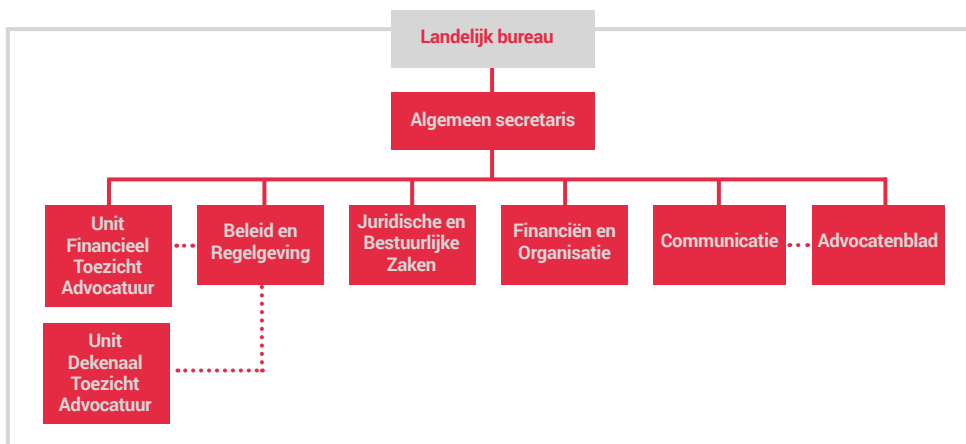 Landelijk bureau
Algemeen secretaris
Unit
Financieel
Toezicht
Advocatuur
Beleid en
Regelgeving
Juridische en
Bestuurlijke
Zaken
Financiën en
Organisatie
Communicatie
Advocatenblad
Unit
Dekenaal
Toezicht
Advocatuur